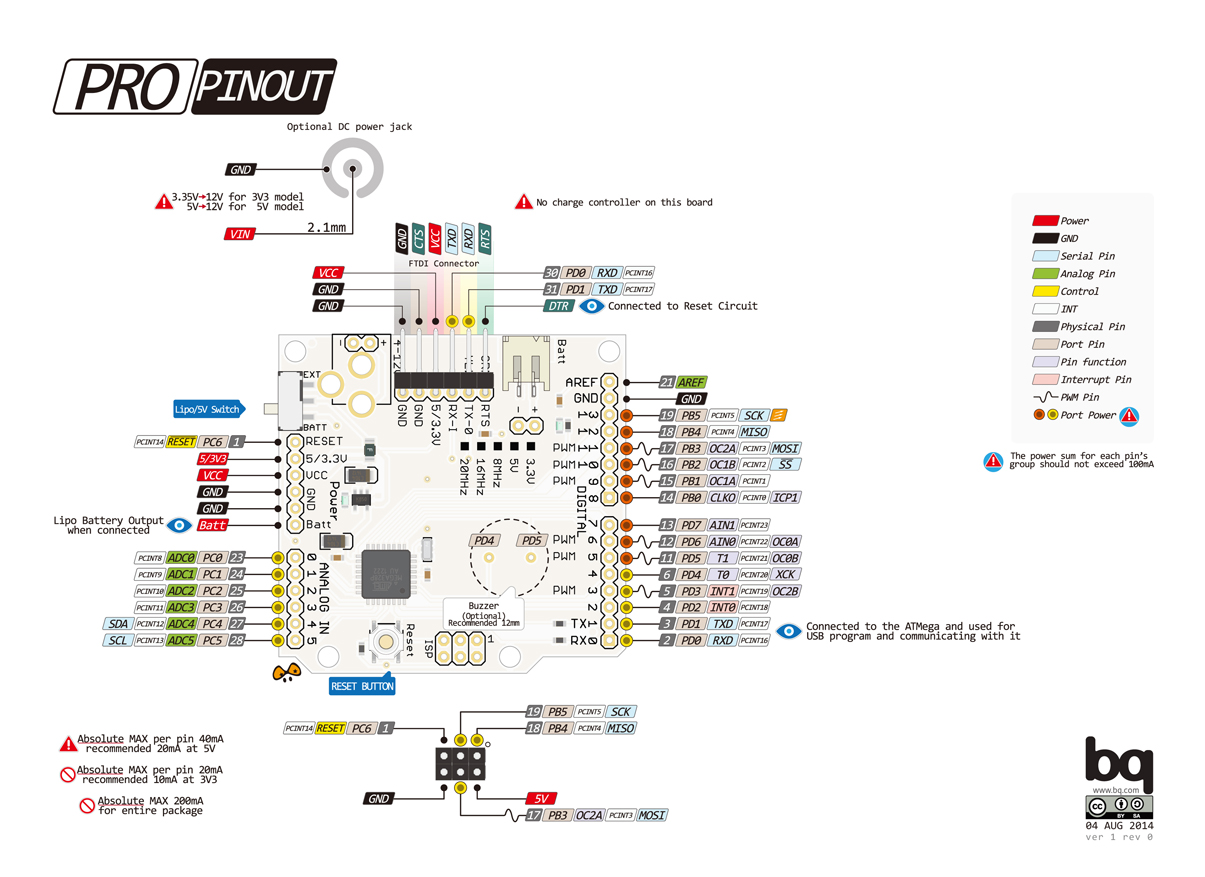 PRO PINOUT
Optional DC power jack
GND
3.35V→12V for 3V3 model
5V→12V for 5V model
VIN
2.1mm
No charge controller on this board
GND CTS VCC TXD RXD RTS
FTDI Connector
VCC
GND
GND
30 PD0 RXD PCINT16
31 PD1 TXD PCINT17
DTR Connected to Reset Circuit
Power
GND
Serial Pin
Analog Pin
Control
INT
Physical Pin
Port Pin
Pin function
Interrupt Pin
PWM Pin
Port Power
The power sum for each pin's
group should not exceed 100mA
Lipo/5V Switch
EXT
BATT
- +
Batt
- +
GND GND 5/3.3V RX-I TX-0 RTS
20MHz 16MHz 8MHz 5V 3.3V
PCINT14 RESET PC6 1 RESET
5/3V3 5/3.3V
VCC VCC
GND GND
GND
Lipo Battery Output
when connected
Batt Batt
Power
PCINT8 ADC0 PC0 23 0
PCINT9 ADC1 PC1 24 1
PCINT10 ADC2 PC2 25 2
PCINT11 ADC3 PC3 26 3
SDA PCINT12 ADC4 PC4 27 4
SCL PCINT13 ADC5 PC5 28 5
ANALOG IN
AREF 21 AREF
GND GND
13 19 PB5 PCINT5 SCK
12 18 PB4 PCINT4 MISO
PWM 11 17 PB3 OC2A PCINT3 MOSI
PWM 10 16 PB2 OC1B PCINT2 SS
PWM 9 15 PB1 OC1A PCINT1
8 14 PB0 CLKO PCINT0 ICP1
DIGITAL
7 13 PD7 AIN1 PCINT23
PWM 6 12 PD6 AIN0 PCINT22 OC0A
PWM 5 11 PD5 T1 PCINT21 OC0B
4 6 PD4 T0 PCINT20 XCK
PWM 3 5 PD3 INT1 PCINT19 OC2B
2 4 PD2 INT0 PCINT18
TX 1 3 PD1 TXD PCINT17
RX 0 2 PD0 RXD PCINT16
Connected to the ATMega and used for
USB program and communicating with it
PD4 PD5
Buzzer
(Optional)
Recommended 12mm
Reset
ISP
1
RESET BUTTON
19 PB5 PCINT5 SCK
18 PB4 PCINT4 MISO
PCINT14 RESET PC6 1
GND
5V
17 PB3 OC2A PCINT3 MOSI
Absolute MAX per pin 40mA
recommended 20mA at 5V
Absolute MAX per pin 20mA
recommended 10mA at 3V3
Absolute MAX 200mA
for entire package
bq
www.bq.com
cc BY SA
04 AUG 2014
ver 1 rev 0